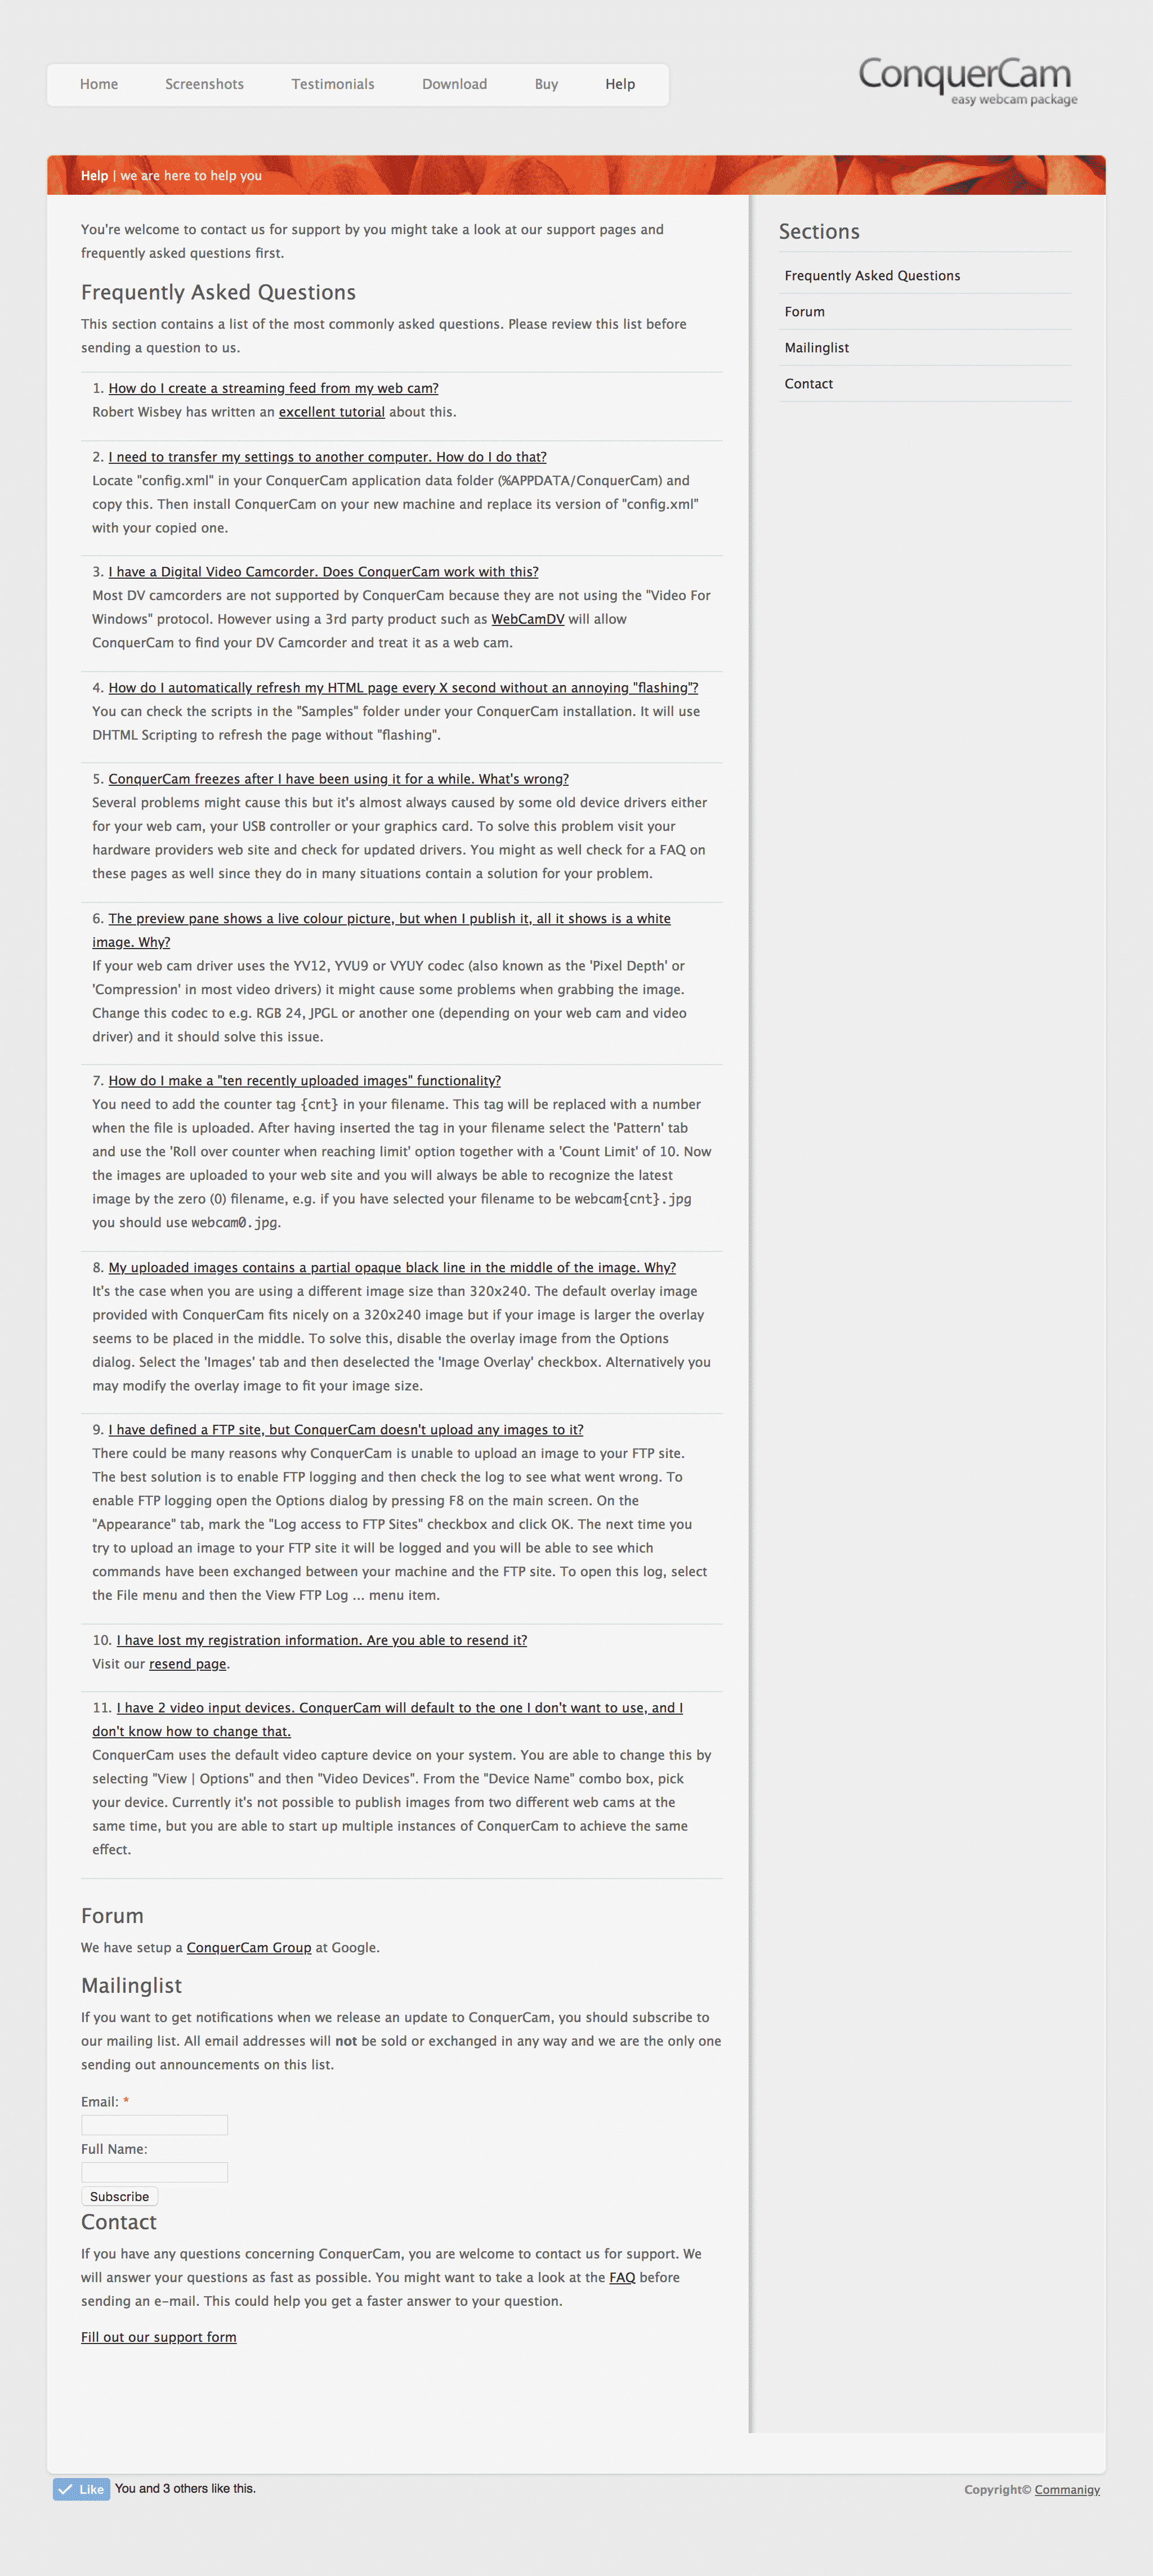 Home Screenshots Testimonials Download Buy Help
ConquerCam
easy webcam package
Help | we are here to help you
You're welcome to contact us for support by you might take a look at our support pages and
frequently asked questions first.
Frequently Asked Questions
This section contains a list of the most commonly asked questions. Please review this list before
sending a question to us.
1. How do I create a streaming feed from my web cam?
Robert Wisbey has written an excellent tutorial about this.
2. I need to transfer my settings to another computer. How do I do that?
Locate "config.xml" in your ConquerCam application data folder (%APPDATA/ConquerCam) and
copy this. Then install ConquerCam on your new machine and replace its version of "config.xml"
with your copied one.
3. I have a Digital Video Camcorder. Does ConquerCam work with this?
Most DV camcorders are not supported by ConquerCam because they are not using the "Video For
Windows" protocol. However using a 3rd party product such as WebCamDV will allow
ConquerCam to find your DV Camcorder and treat it as a web cam.
4. How do I automatically refresh my HTML page every X second without an annoying "flashing"?
You can check the scripts in the "Samples" folder under your ConquerCam installation. It will use
DHTML Scripting to refresh the page without "flashing".
5. ConquerCam freezes after I have been using it for a while. What's wrong?
Several problems might cause this but it's almost always caused by some old device drivers either
for your web cam, your USB controller or your graphics card. To solve this problem visit your
hardware providers web site and check for updated drivers. You might as well check for a FAQ on
these pages as well since they do in many situations contain a solution for your problem.
6. The preview pane shows a live colour picture, but when I publish it, all it shows is a white
image. Why?
If your web cam driver uses the YV12, YVU9 or VYUY codec (also known as the 'Pixel Depth' or
'Compression' in most video drivers) it might cause some problems when grabbing the image.
Change this codec to e.g. RGB 24, JPGL or another one (depending on your web cam and video
driver) and it should solve this issue.
7. How do I make a "ten recently uploaded images" functionality?
You need to add the counter tag {cnt} in your filename. This tag will be replaced with a number
when the file is uploaded. After having inserted the tag in your filename select the 'Pattern' tab
and use the 'Roll over counter when reaching limit' option together with a 'Count Limit' of 10. Now
the images are uploaded to your web site and you will always be able to recognize the latest
image by the zero (0) filename, e.g. if you have selected your filename to be webcam{cnt}.jpg
you should use webcam0.jpg.
8. My uploaded images contains a partial opaque black line in the middle of the image. Why?
It's the case when you are using a different image size than 320x240. The default overlay image
provided with ConquerCam fits nicely on a 320x240 image but if your image is larger the overlay
seems to be placed in the middle. To solve this, disable the overlay image from the Options
dialog. Select the 'Images' tab and then deselected the 'Image Overlay' checkbox. Alternatively you
may modify the overlay image to fit your image size.
9. I have defined a FTP site, but ConquerCam doesn't upload any images to it?
There could be many reasons why ConquerCam is unable to upload an image to your FTP site.
The best solution is to enable FTP logging and then check the log to see what went wrong. To
enable FTP logging open the Options dialog by pressing F8 on the main screen. On the
"Appearance" tab, mark the "Log access to FTP Sites" checkbox and click OK. The next time you
try to upload an image to your FTP site it will be logged and you will be able to see which
commands have been exchanged between your machine and the FTP site. To open this log, select
the File menu and then the View FTP Log ... menu item.
10. I have lost my registration information. Are you able to resend it?
Visit our resend page.
11. I have 2 video input devices. ConquerCam will default to the one I don't want to use, and I
don't know how to change that.
ConquerCam uses the default video capture device on your system. You are able to change this by
selecting "View | Options" and then "Video Devices". From the "Device Name" combo box, pick
your device. Currently it's not possible to publish images from two different web cams at the
same time, but you are able to start up multiple instances of ConquerCam to achieve the same
effect.
Forum
We have setup a ConquerCam Group at Google.
Mailinglist
If you want to get notifications when we release an update to ConquerCam, you should subscribe to
our mailing list. All email addresses will not be sold or exchanged in any way and we are the only one
sending out announcements on this list.
Email: *
Full Name:
Subscribe
Contact
If you have any questions concerning ConquerCam, you are welcome to contact us for support. We
will answer your questions as fast as possible. You might want to take a look at the FAQ before
sending an e-mail. This could help you get a faster answer to your question.
Fill out our support form
Sections
Frequently Asked Questions
Forum
Mailinglist
Contact
Like You and 3 others like this.
Copyright© Commanigy